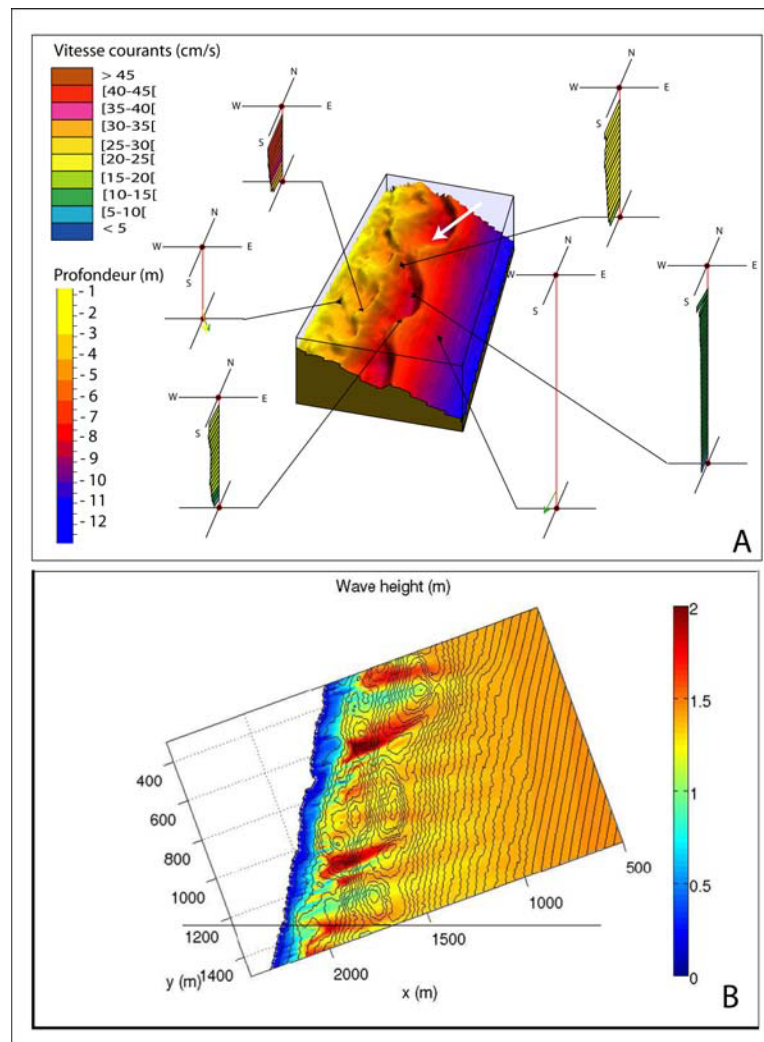 Vitesse courants (cm/s)
> 45
[40-45[
[35-40[
[30-35[
[25-30[
[20-25[
[15-20[
[10-15[
[5-10[
< 5
Profondeur (m)
- 1
- 2
- 3
- 4
- 5
- 6
- 7
- 8
- 9
- 10
- 11
- 12
N
W E
S
N
W E
S
N
W E
S
N
W E
S
N
W E
S
N
W E
S
N
W E
S
A
Wave height (m)
2
1.5
1
0.5
0
400
600
800
1000
1200
1400
y (m)
500
1000
1500
2000
x (m)
B